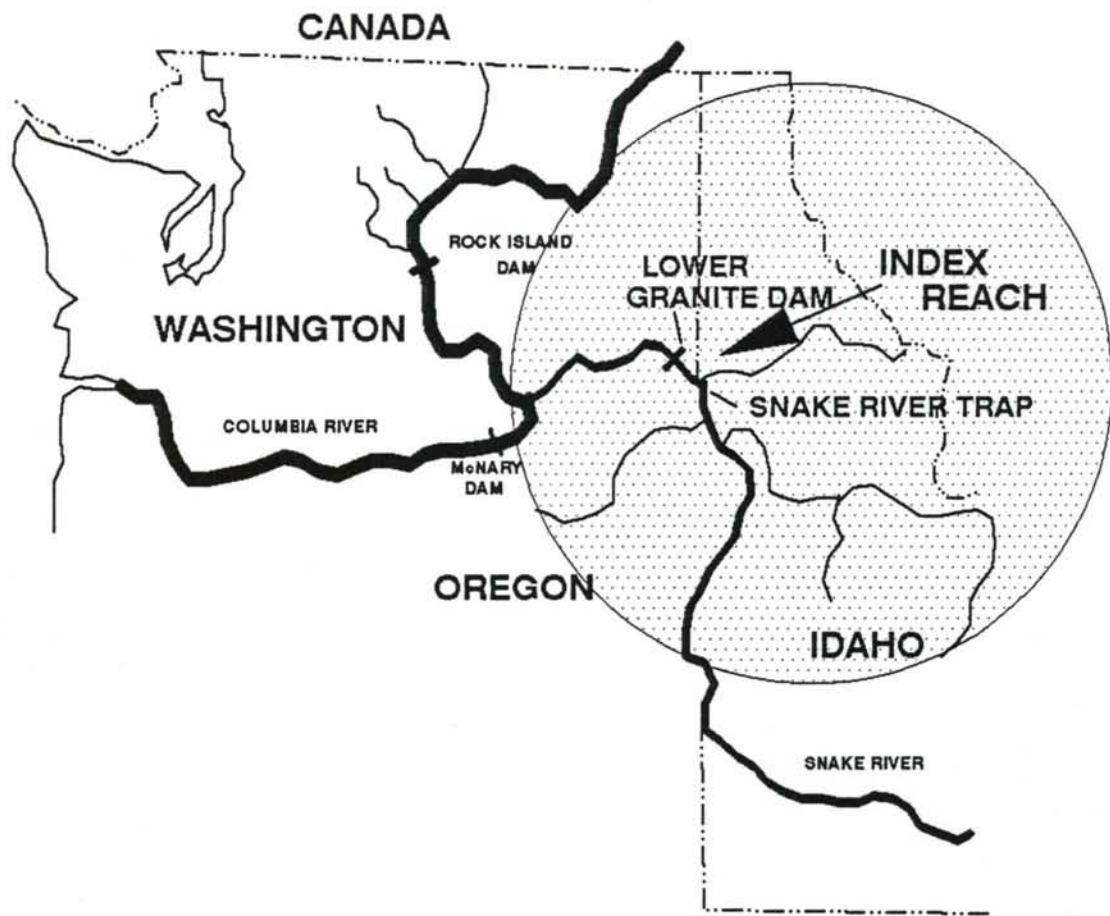 CANADA
ROCK ISLAND
DAM
LOWER
GRANITE DAM
INDEX
REACH
WASHINGTON
SNAKE RIVER TRAP
COLUMBIA RIVER
McNARY
DAM
OREGON
IDAHO
SNAKE RIVER